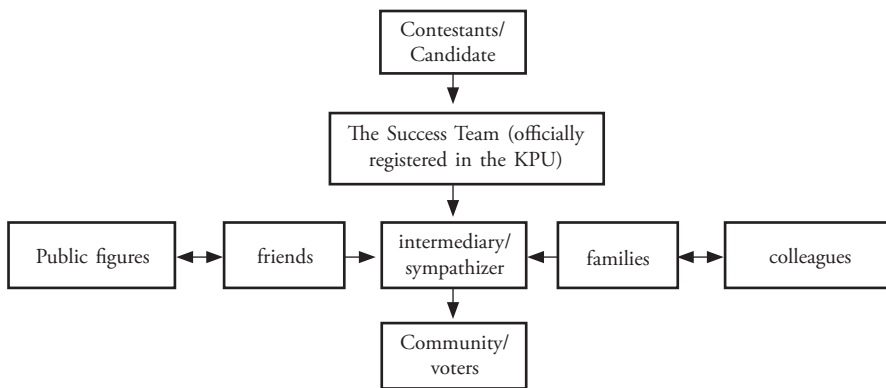 Contestants/
Candidate
The Success Team (officially
registered in the KPU)
Public figures
friends
intermediary/
sympathizer
families
colleagues
Community/
voters